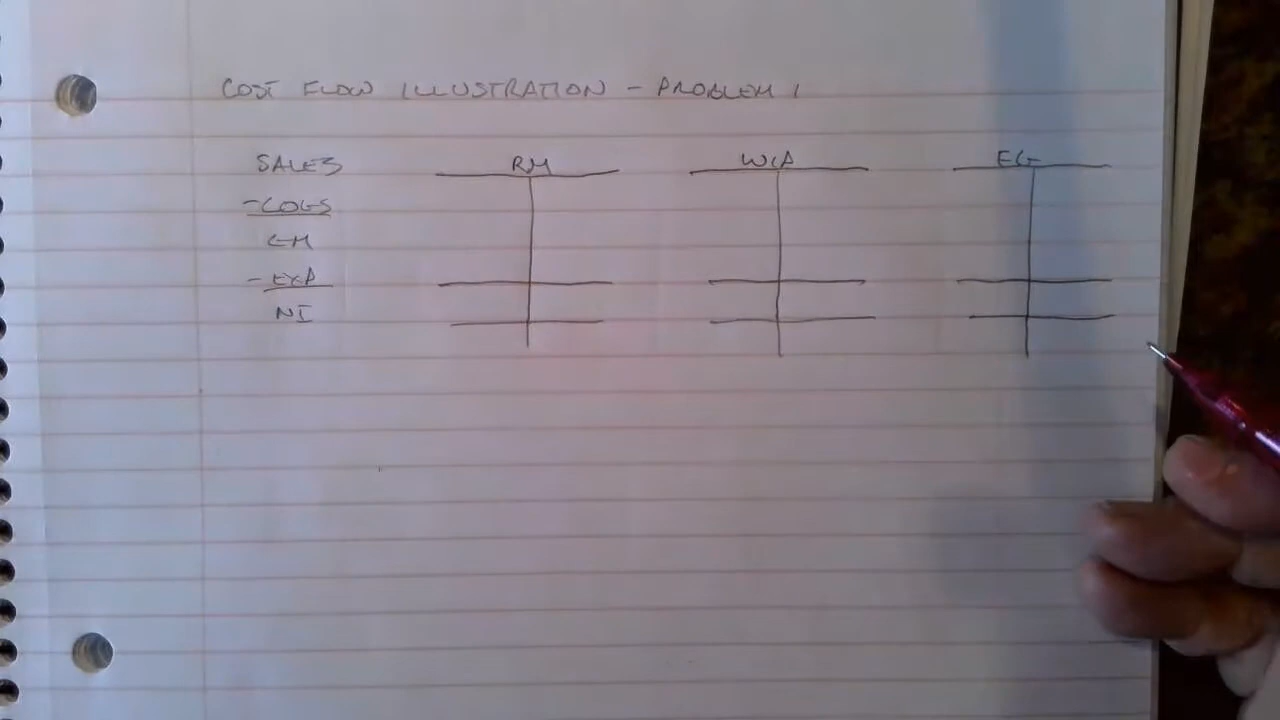 COST FLOW ILLUSTRATION - PROBLEM 1
SALES RM WIP FG
- COGS
GM
- EXP
NI